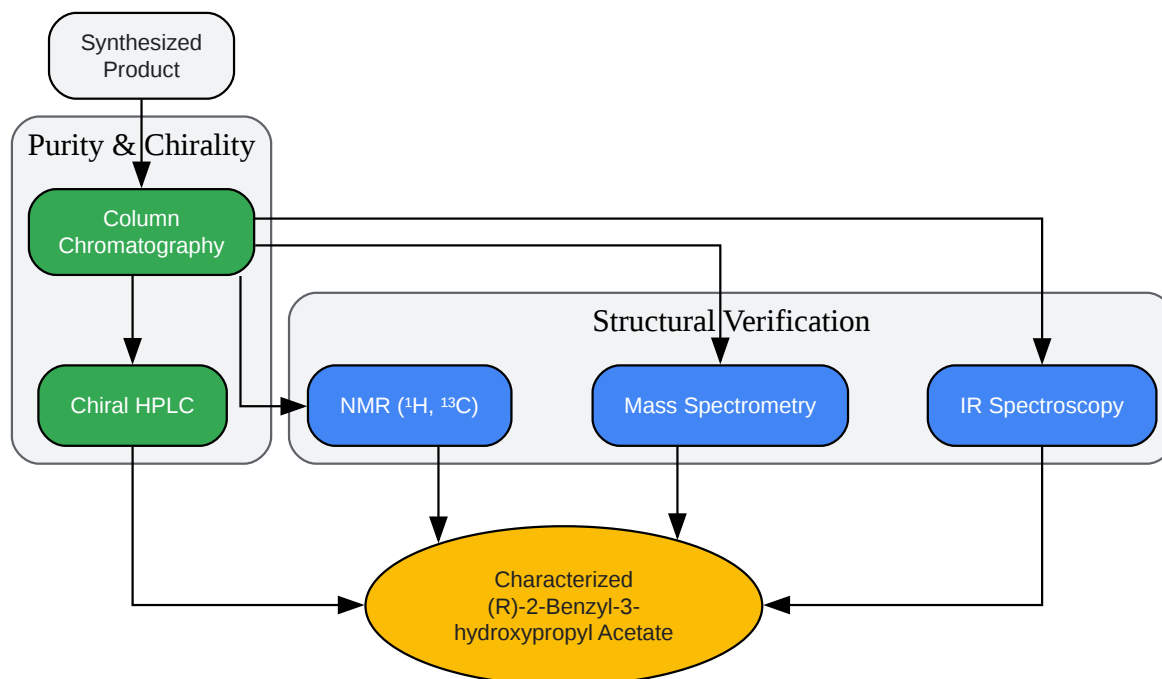 Synthesized
Product
Purity & Chirality
Column
Chromatography
Structural Verification
Chiral HPLC
NMR (¹H, ¹³C)
Mass Spectrometry
IR Spectroscopy
Characterized
(R)-2-Benzyl-3-
hydroxypropyl Acetate